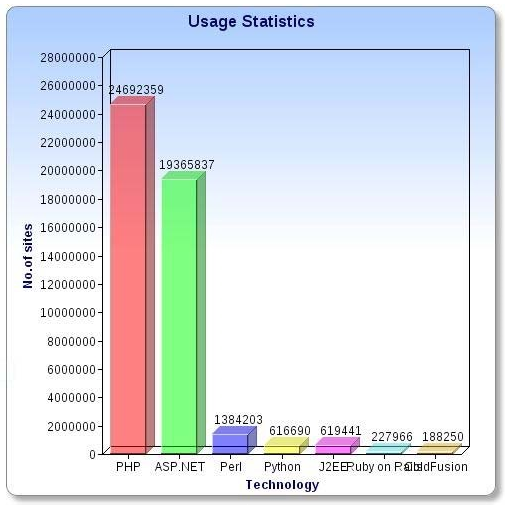 Usage Statistics
28000000
26000000
24000000
22000000
20000000
18000000
16000000
14000000
12000000
10000000
8000000
6000000
4000000
2000000
0
No.of sites
24692359
19365837
1384203
616690
619441
227966
188250
PHP
ASP.NET
Perl
Python
J2EE
Ruby on Rails
ColdFusion
Technology